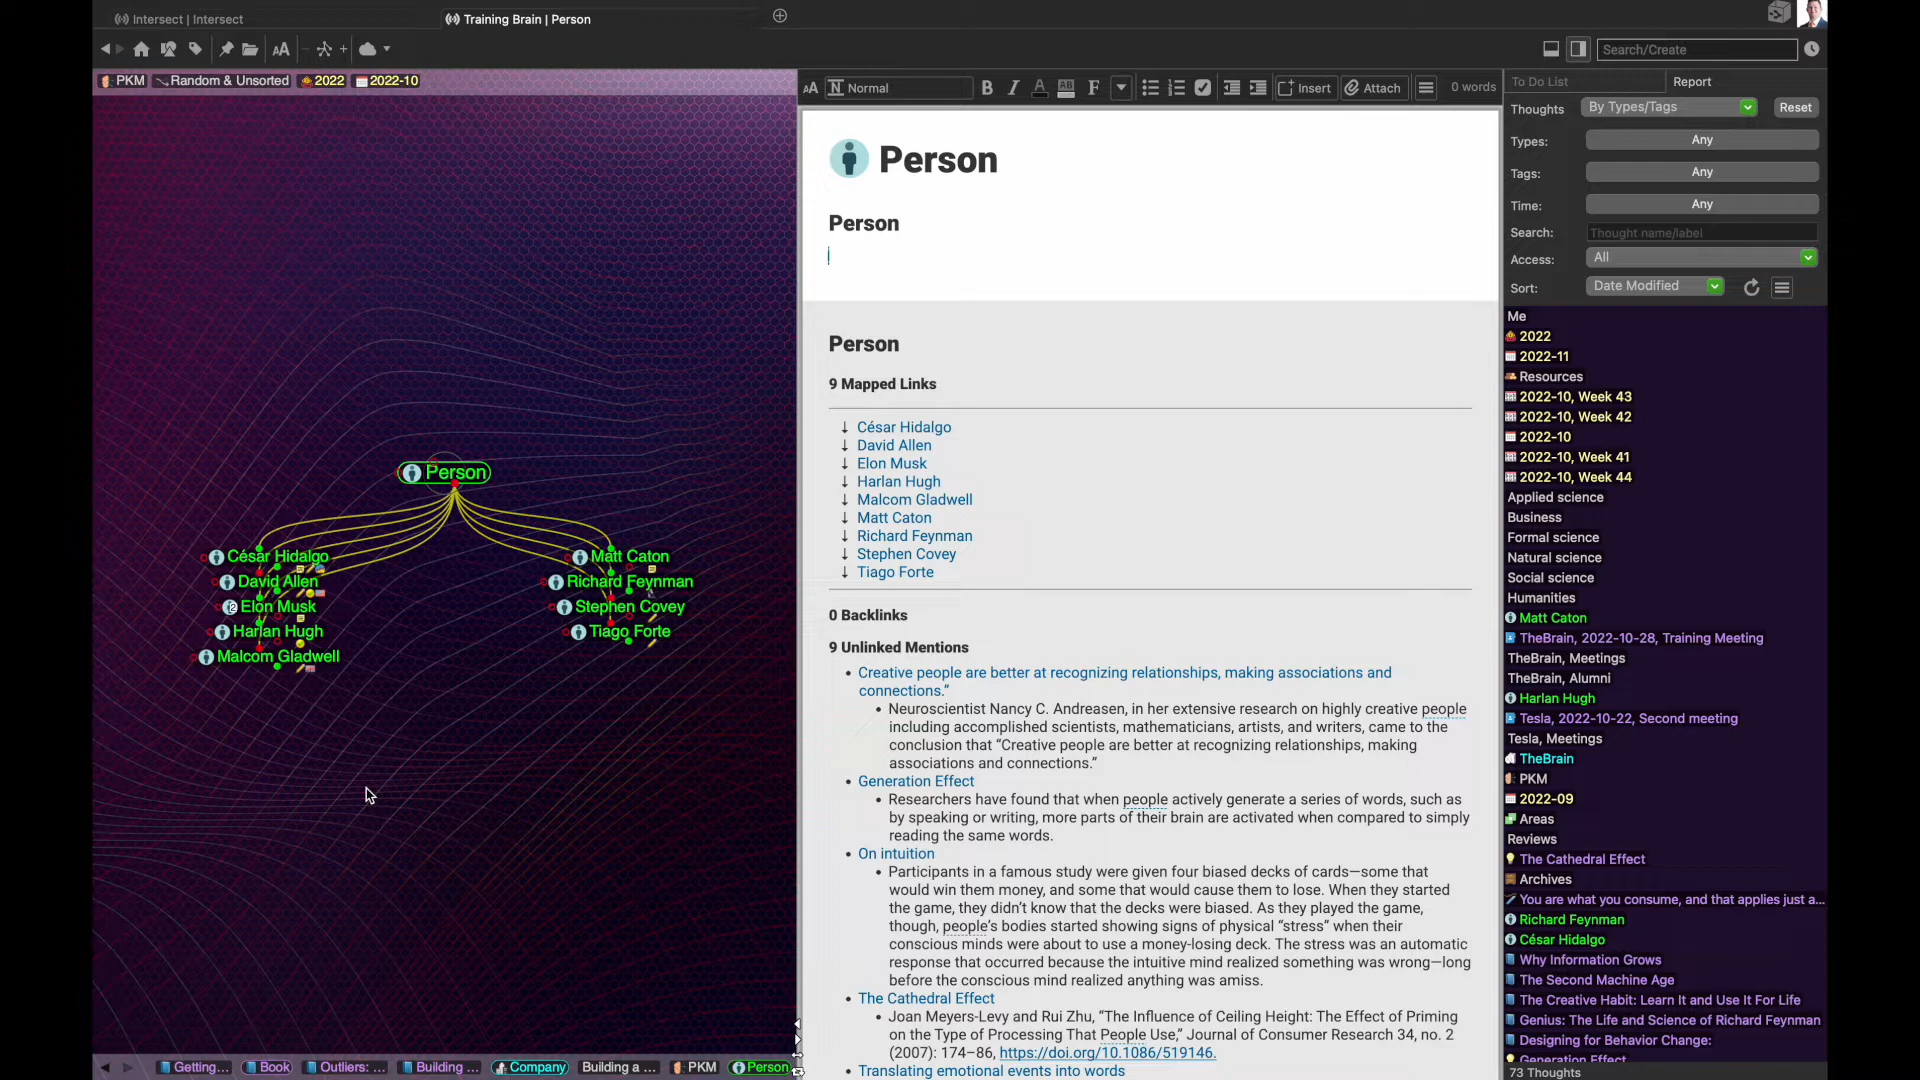 Intersect | Intersect
Training Brain | Person
Search/Create
PKM
Random & Unsorted
2022
2022-10
Person
César Hidalgo
David Allen
Elon Musk
Harlan Hugh
Malcom Gladwell
Matt Caton
Richard Feynman
Stephen Covey
Tiago Forte
Getting...
Book
Outliers: ...
Building ...
Company
Building a ...
PKM
Person
Normal
B I A AB F
Insert
Attach
0 words
Person
Person
Person
9 Mapped Links
↓ César Hidalgo
↓ David Allen
↓ Elon Musk
↓ Harlan Hugh
↓ Malcom Gladwell
↓ Matt Caton
↓ Richard Feynman
↓ Stephen Covey
↓ Tiago Forte
0 Backlinks
9 Unlinked Mentions
• Creative people are better at recognizing relationships, making associations and
connections.”
• Neuroscientist Nancy C. Andreasen, in her extensive research on highly creative people
including accomplished scientists, mathematicians, artists, and writers, came to the
conclusion that “Creative people are better at recognizing relationships, making
associations and connections.”
• Generation Effect
• Researchers have found that when people actively generate a series of words, such as
by speaking or writing, more parts of their brain are activated when compared to simply
reading the same words.
• On intuition
• Participants in a famous study were given four biased decks of cards—some that
would win them money, and some that would cause them to lose. When they started
the game, they didn’t know that the decks were biased. As they played the game,
though, people’s bodies started showing signs of physical “stress” when their
conscious minds were about to use a money-losing deck. The stress was an automatic
response that occurred because the intuitive mind realized something was wrong—long
before the conscious mind realized anything was amiss.
• The Cathedral Effect
• Joan Meyers-Levy and Rui Zhu, “The Influence of Ceiling Height: The Effect of Priming
on the Type of Processing That People Use,” Journal of Consumer Research 34, no. 2
(2007): 174–86, https://doi.org/10.1086/519146.
• Translating emotional events into words
To Do List
Report
Thoughts By Types/Tags Reset
Types: Any
Tags: Any
Time: Any
Search: Thought name/label
Access: All
Sort: Date Modified
Me
2022
2022-11
Resources
2022-10, Week 43
2022-10, Week 42
2022-10
2022-10, Week 41
2022-10, Week 44
Applied science
Business
Formal science
Natural science
Social science
Humanities
Matt Caton
TheBrain, 2022-10-28, Training Meeting
TheBrain, Meetings
TheBrain, Alumni
Harlan Hugh
Tesla, 2022-10-22, Second meeting
Tesla, Meetings
TheBrain
PKM
2022-09
Areas
Reviews
The Cathedral Effect
Archives
You are what you consume, and that applies just a...
Richard Feynman
César Hidalgo
Why Information Grows
The Second Machine Age
The Creative Habit: Learn It and Use It For Life
Genius: The Life and Science of Richard Feynman
Designing for Behavior Change:
Generation Effect
73 Thoughts